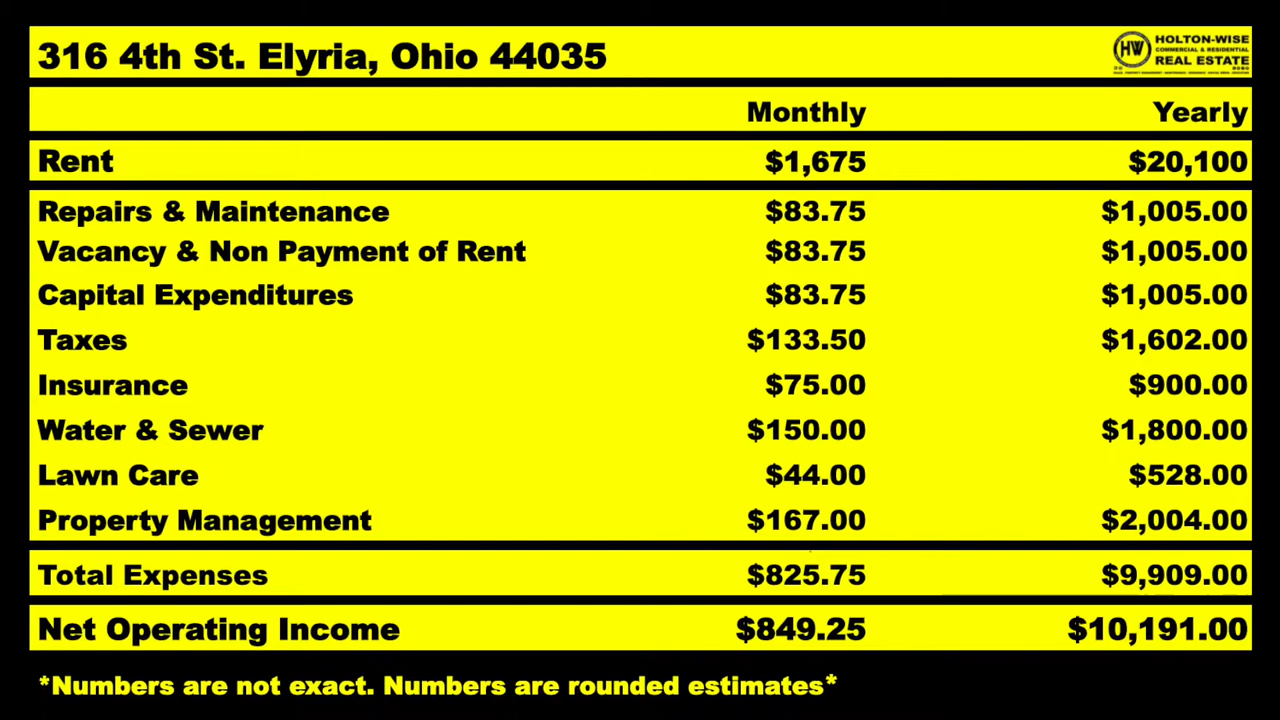 316 4th St. Elyria, Ohio 44035
HOLTON-WISE
COMMERCIAL & RESIDENTIAL
REAL ESTATE
HW
Monthly Yearly
Rent $1,675 $20,100
Repairs & Maintenance $83.75 $1,005.00
Vacancy & Non Payment of Rent $83.75 $1,005.00
Capital Expenditures $83.75 $1,005.00
Taxes $133.50 $1,602.00
Insurance $75.00 $900.00
Water & Sewer $150.00 $1,800.00
Lawn Care $44.00 $528.00
Property Management $167.00 $2,004.00
Total Expenses $825.75 $9,909.00
Net Operating Income $849.25 $10,191.00
*Numbers are not exact. Numbers are rounded estimates*